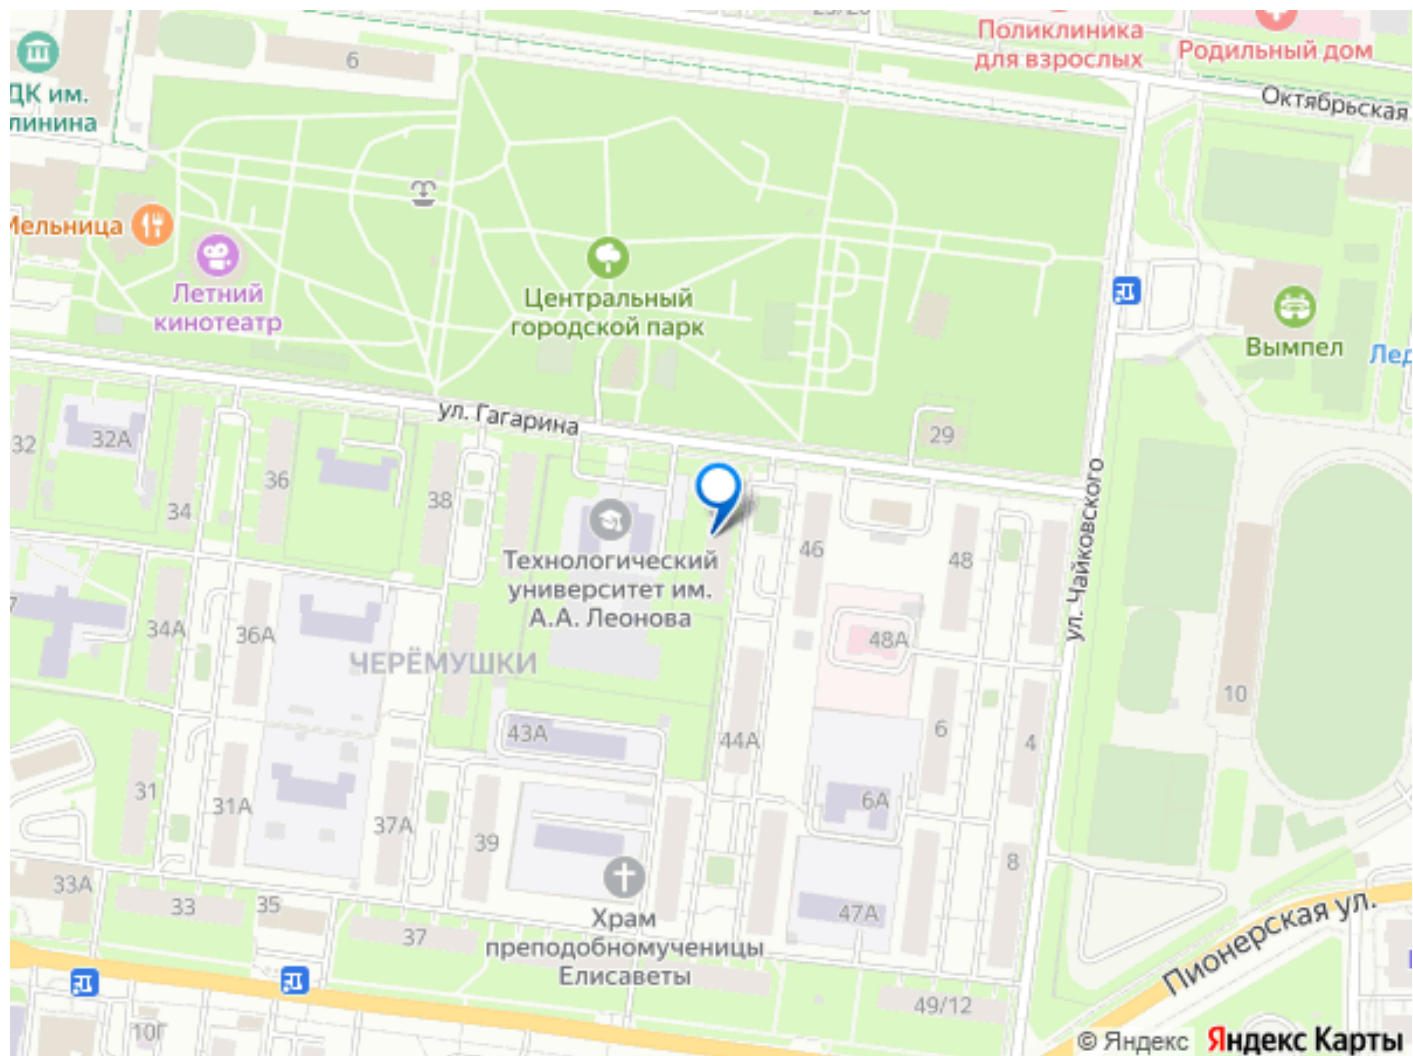 Поликлиника
для взрослых
Родильный дом
6
ДК им.
Октябрьская
Мельница
Летний
кинотеатр
Центральный
городской парк
Вымпел
ул. Гагарина
29
32
32А
36
38
34
46
48
ул. Чайковского
Технологический
университет им.
А.А. Леонова
34А
36А
48А
ЧЕРЁМУШКИ
10
43А
44А
6
4
31
31А
37А
39
6А
8
33А
33
35
37
47А
Храм
преподобномученицы
Елисаветы
Пионерская ул.
49/12
10Г
© Яндекс Яндекс Карты